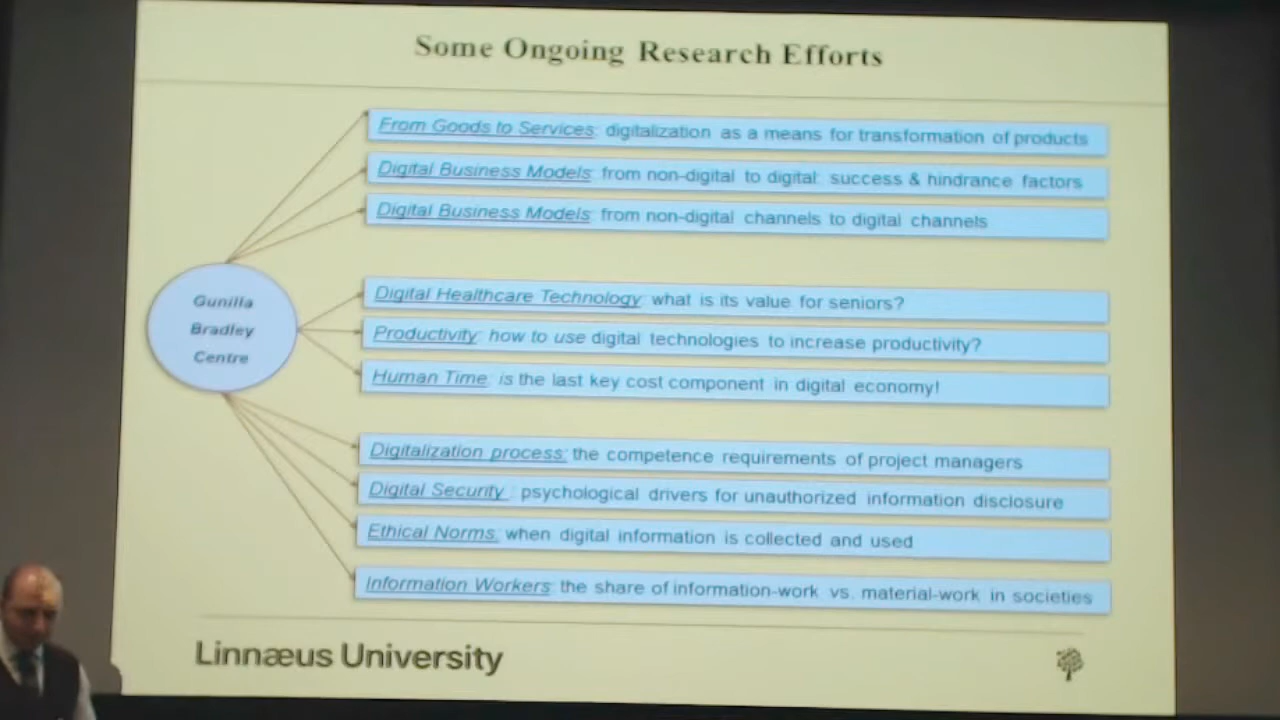 Some Ongoing Research Efforts
From Goods to Services: digitalization as a means for transformation of products
Digital Business Models: from non-digital to digital: success & hindrance factors
Digital Business Models: from non-digital channels to digital channels
Gunilla
Bradley
Centre
Digital Healthcare Technology: what is its value for seniors?
Productivity: how to use digital technologies to increase productivity?
Human Time: is the last key cost component in digital economy!
Digitalization process: the competence requirements of project managers
Digital Security : psychological drivers for unauthorized information disclosure
Ethical Norms: when digital information is collected and used
Information Workers: the share of information-work vs. material-work in societies
Linnæus University